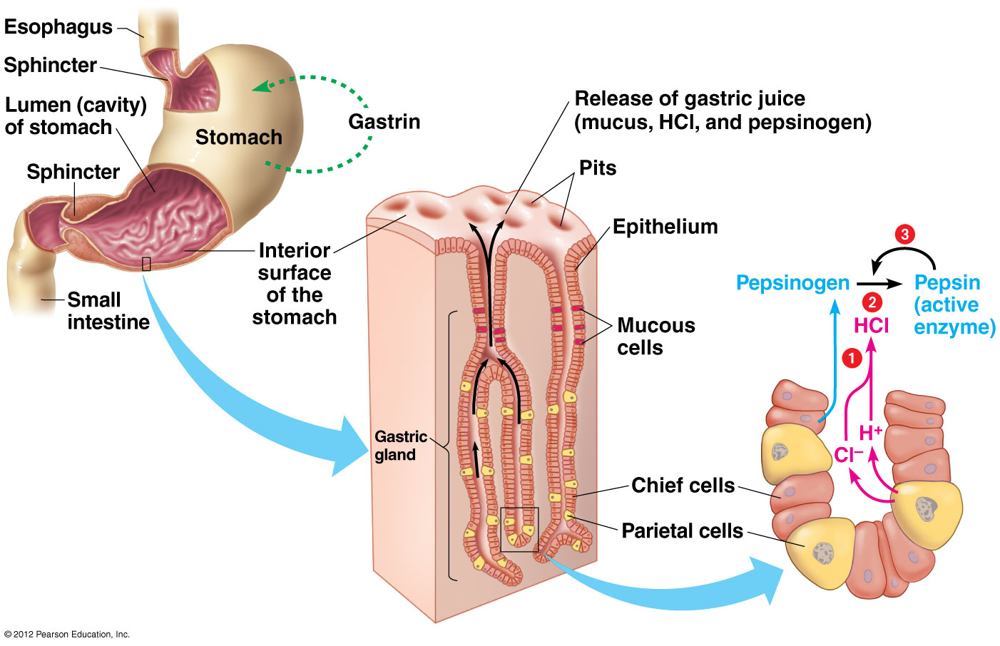 Esophagus
Sphincter
Lumen (cavity)
of stomach
Sphincter
Stomach
Gastrin
Small
intestine
Interior
surface
of the
stomach
Release of gastric juice
(mucus, HCl, and pepsinogen)
Pits
Epithelium
Mucous
cells
Gastric
gland
Chief cells
Parietal cells
3
Pepsinogen
Pepsin
(active
enzyme)
2
HCl
1
H+
Cl–
© 2012 Pearson Education, Inc.